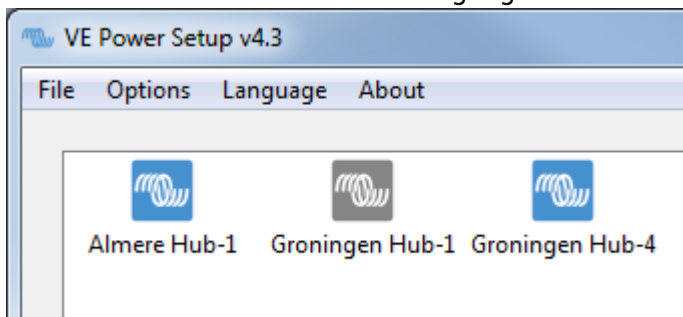 VE Power Setup v4.3
File Options Language About
Almere Hub-1 Groningen Hub-1 Groningen Hub-4